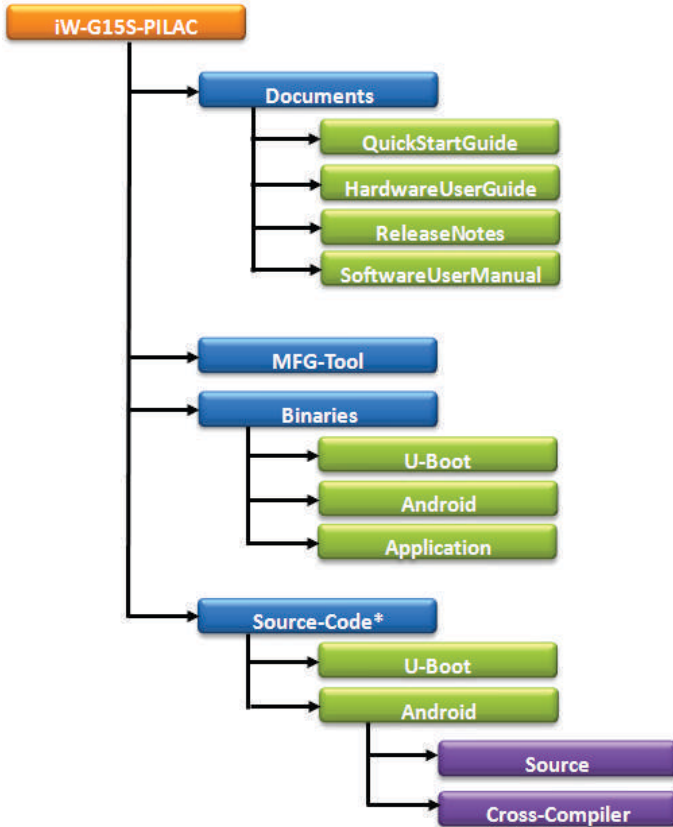 iW-G15S-PILAC
Documents
QuickStartGuide
HardwareUserGuide
ReleaseNotes
SoftwareUserManual
MFG-Tool
Binaries
U-Boot
Android
Application
Source-Code*
U-Boot
Android
Source
Cross-Compiler